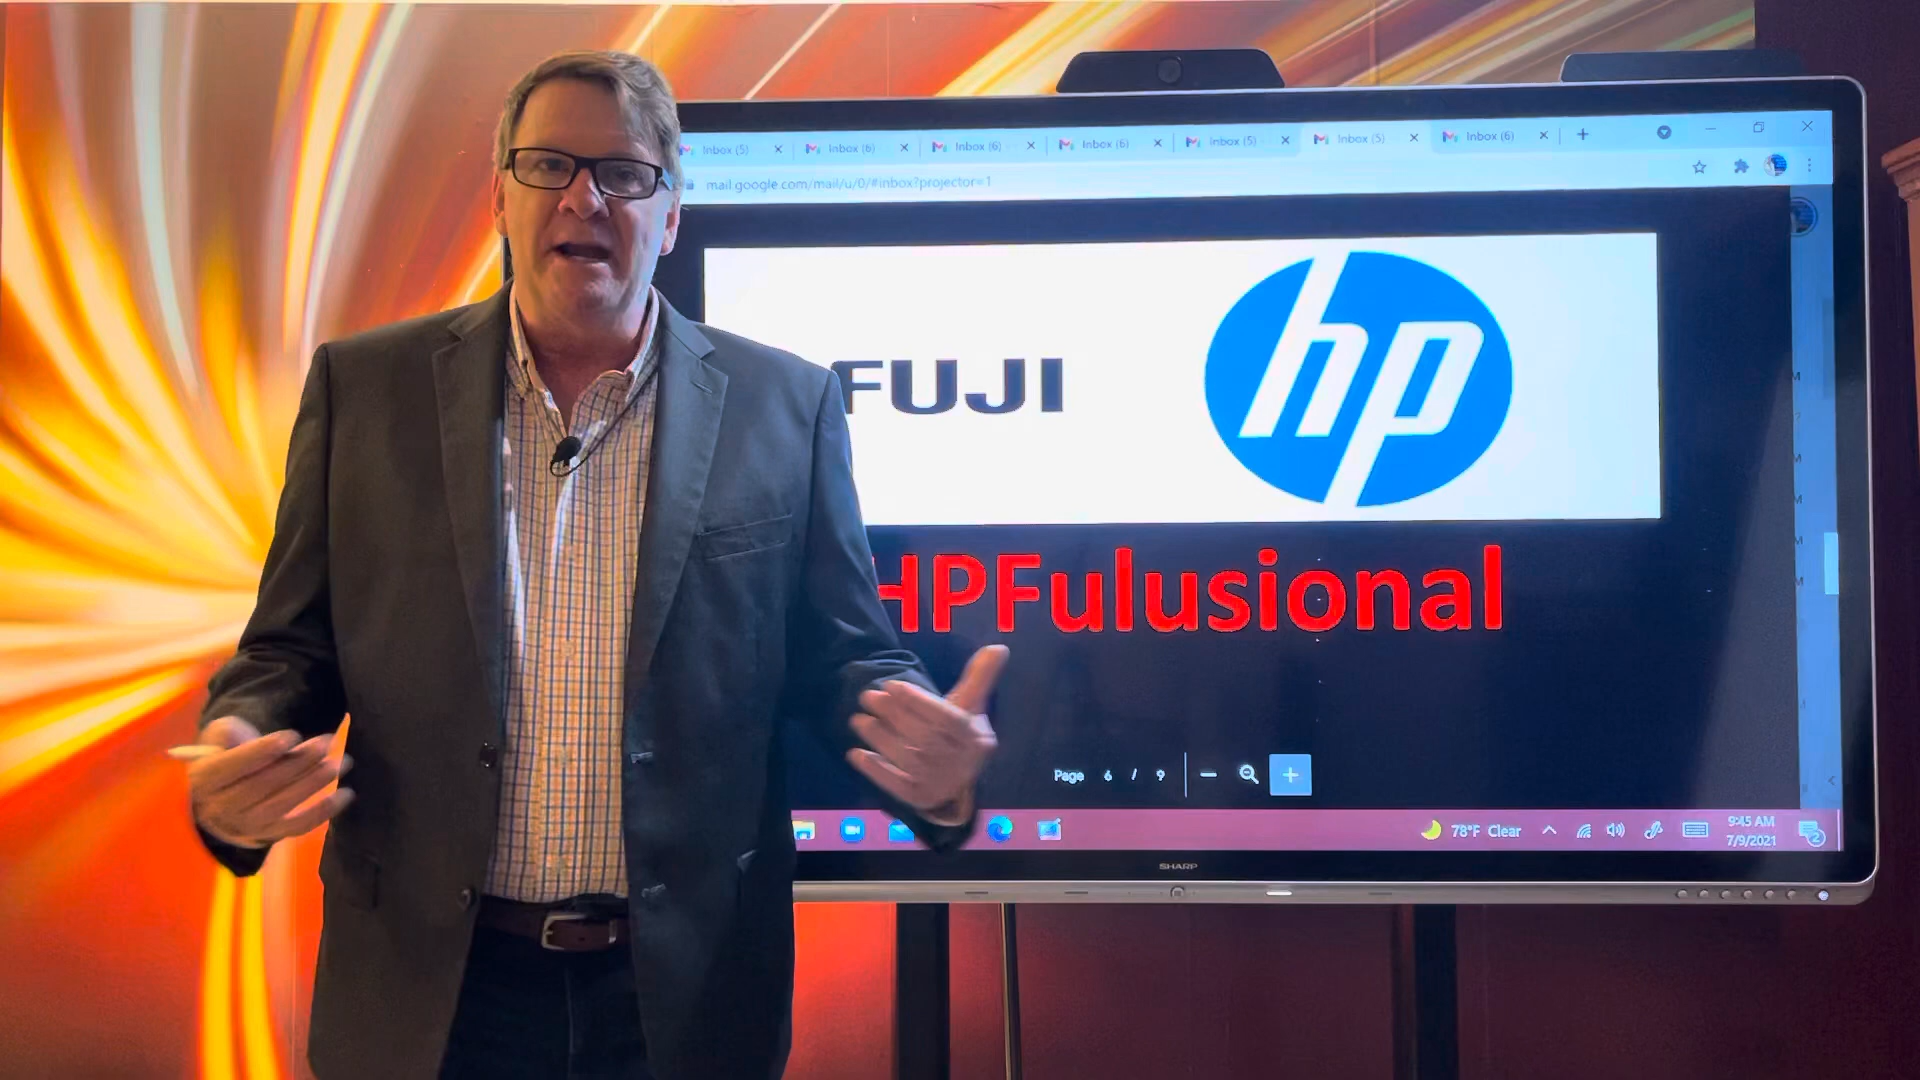 Inbox (5) Inbox (6) Inbox (6) Inbox (6) Inbox (5) Inbox (5) Inbox (6)
mail.google.com/mail/u/0/#inbox?projector=1
FUJI
hp
HPFulusional
Page 6 / 9
78°F Clear
9:45 AM
7/9/2021
2
SHARP